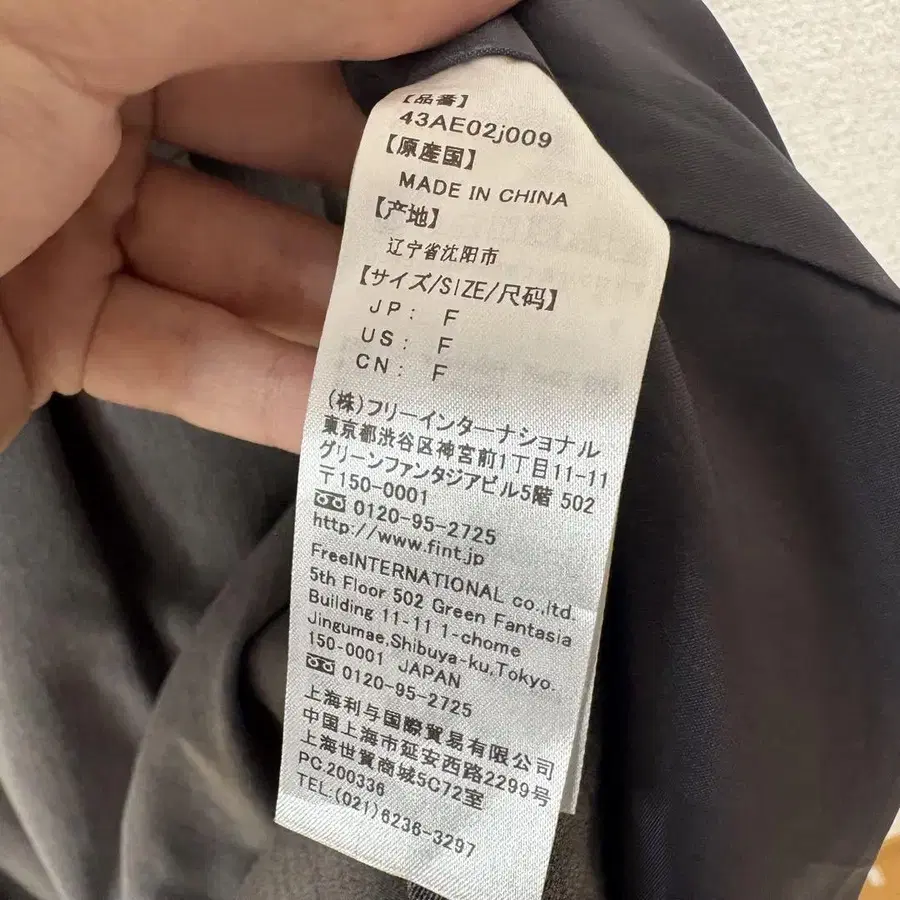 【品番】
43AE02j009
【原産国】
MADE IN CHINA
【产地】
辽宁省沈阳市
【サイズ/SIZE/尺码】
JP: F
US: F
CN: F
(株)フリーインターナショナル
東京都渋谷区神宮前1丁目11-11
グリーンファンタジアビル5階 502
〒150-0001
0120-95-2725
http://www.fint.jp
FreeINTERNATIONAL co.,ltd.
5th Floor 502 Green Fantasia
Building 11-11 1-chome
Jingumae,Shibuya-ku,Tokyo.
150-0001 JAPAN
0120-95-2725
上海利与国際貿易有限公司
中国上海市延安西路2299号
上海世貿商城5C72室
PC.200336
TEL:(021)6236-3297